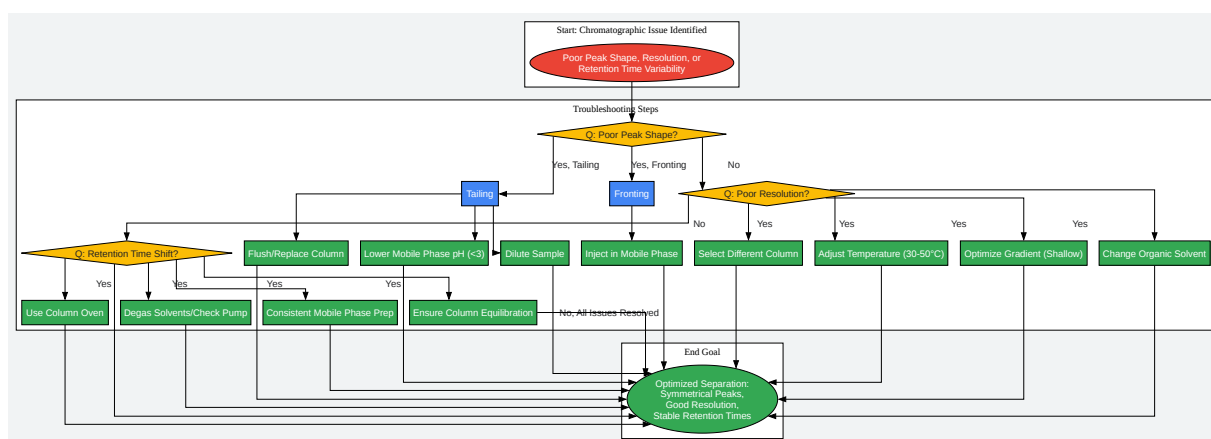 Start: Chromatographic Issue Identified
Poor Peak Shape, Resolution, or
Retention Time Variability
Troubleshooting Steps
Q: Poor Peak Shape?
Yes, Tailing
Yes, Fronting
No
Tailing
Fronting
Q: Poor Resolution?
No
Yes
Yes
Yes
Yes
Q: Retention Time Shift?
Flush/Replace Column
Lower Mobile Phase pH (<3)
Dilute Sample
Inject in Mobile Phase
Select Different Column
Adjust Temperature (30-50°C)
Optimize Gradient (Shallow)
Change Organic Solvent
Yes
Yes
Yes
Yes
Use Column Oven
Degas Solvents/Check Pump
Consistent Mobile Phase Prep
Ensure Column Equilibration
No, All Issues Resolved
End Goal
Optimized Separation:
Symmetrical Peaks,
Good Resolution,
Stable Retention Times